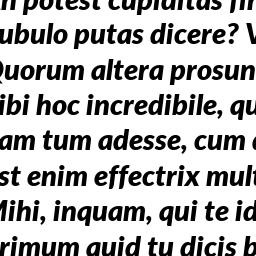 potest cupiditas
ubulo putas dicere? V
Quorum altera prosun
ibi hoc incredibile, qu
am tum adesse, cum
st enim effectrix mult
Mihi, inquam, qui te id
rimum quid tu dicis b